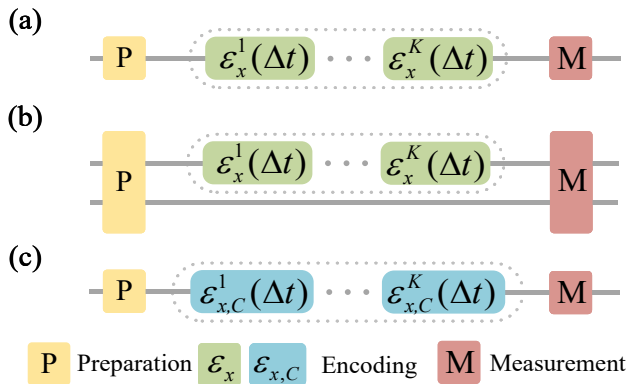 (a)
P ε_x^1(Δt) ··· ε_x^K(Δt) M
(b)
P ε_x^1(Δt) ··· ε_x^K(Δt) M
(c)
P ε_{x,C}^1(Δt) ··· ε_{x,C}^K(Δt) M
P Preparation ε_x ε_{x,C} Encoding M Measurement